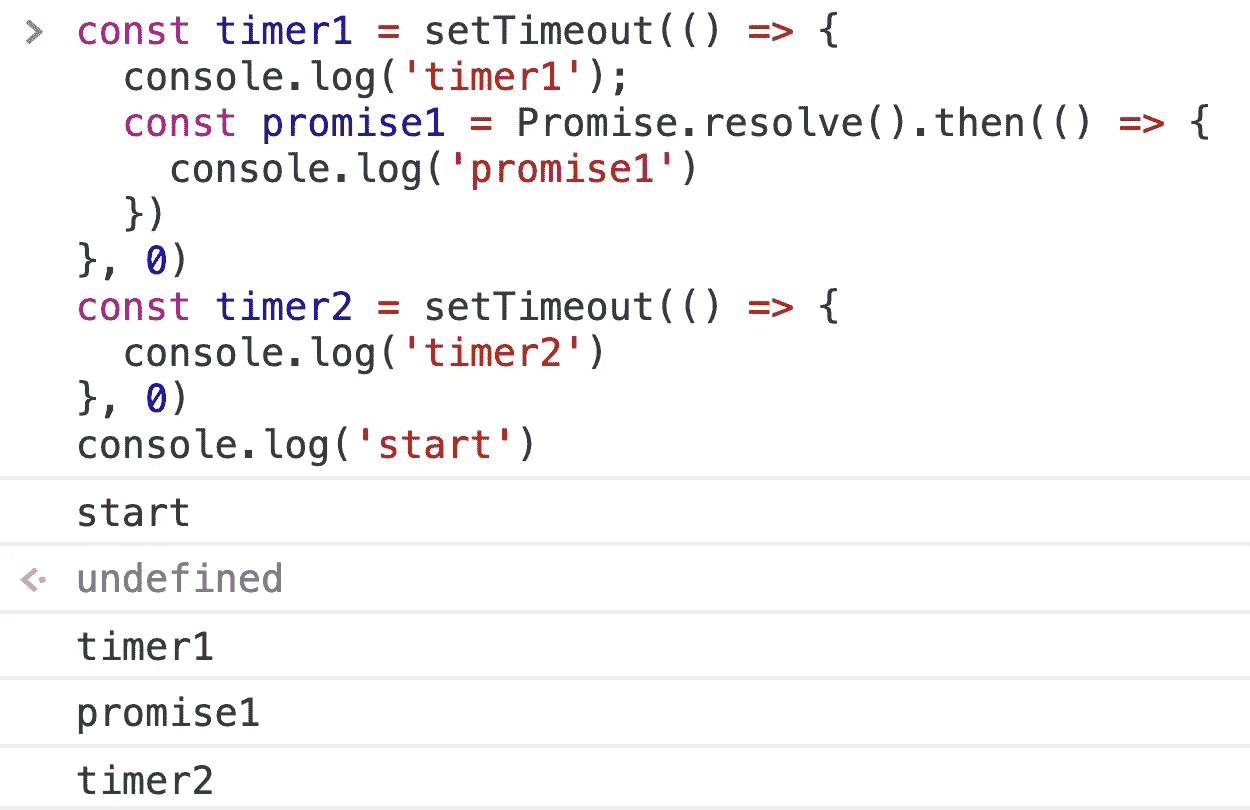 > const timer1 = setTimeout(() => {
console.log('timer1');
const promise1 = Promise.resolve().then(() => {
console.log('promise1')
})
}, 0)
const timer2 = setTimeout(() => {
console.log('timer2')
}, 0)
console.log('start')
start
undefined
timer1
promise1
timer2